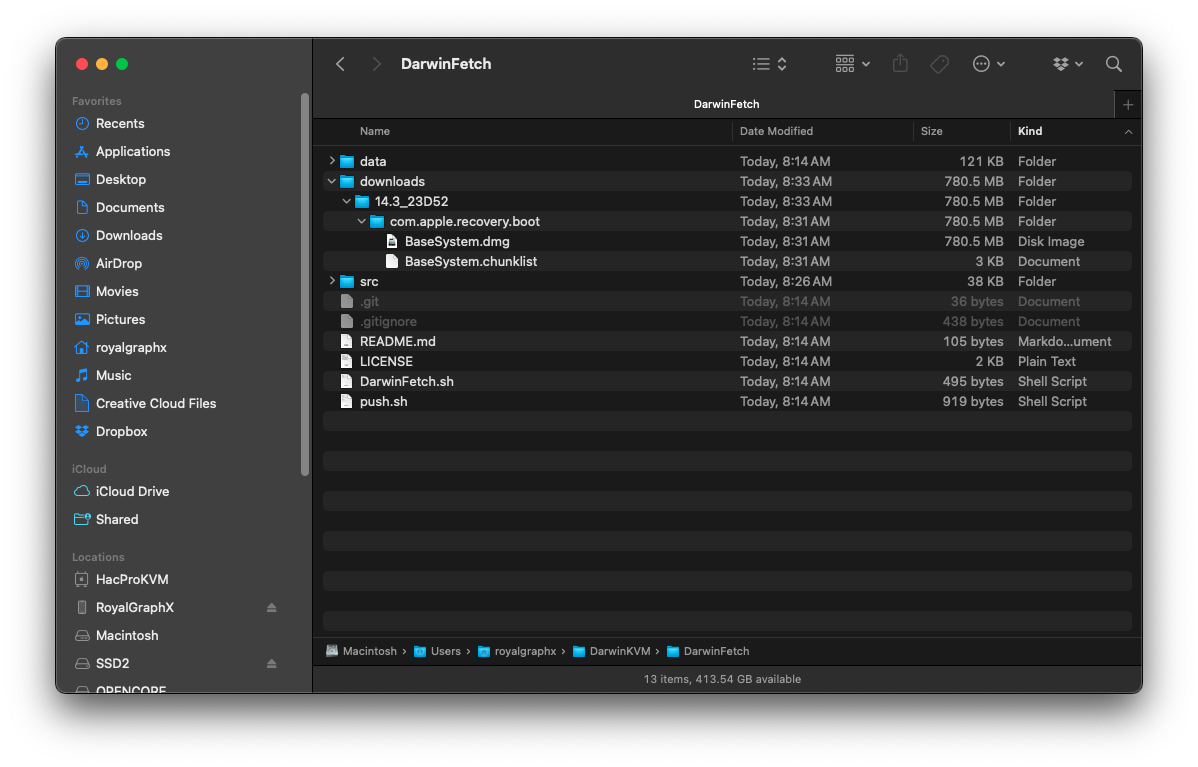 DarwinFetch
Favorites
Recents
Applications
Desktop
Documents
Downloads
AirDrop
Movies
Pictures
royalgraphx
Music
Creative Cloud Files
Dropbox
iCloud
iCloud Drive
Shared
Locations
HacProKVM
RoyalGraphX
Macintosh
SSD2
OPENCORE
DarwinFetch
Name Date Modified Size Kind
data Today, 8:14 AM 121 KB Folder
downloads Today, 8:33 AM 780.5 MB Folder
14.3_23D52 Today, 8:33 AM 780.5 MB Folder
com.apple.recovery.boot Today, 8:31 AM 780.5 MB Folder
BaseSystem.dmg Today, 8:31 AM 780.5 MB Disk Image
BaseSystem.chunklist Today, 8:31 AM 3 KB Document
src Today, 8:26 AM 38 KB Folder
.git Today, 8:14 AM 36 bytes Document
.gitignore Today, 8:14 AM 438 bytes Document
README.md Today, 8:14 AM 105 bytes Markdo...ument
LICENSE Today, 8:14 AM 2 KB Plain Text
DarwinFetch.sh Today, 8:14 AM 495 bytes Shell Script
push.sh Today, 8:14 AM 919 bytes Shell Script
Macintosh › Users › royalgraphx › DarwinKVM › DarwinFetch
13 items, 413.54 GB available